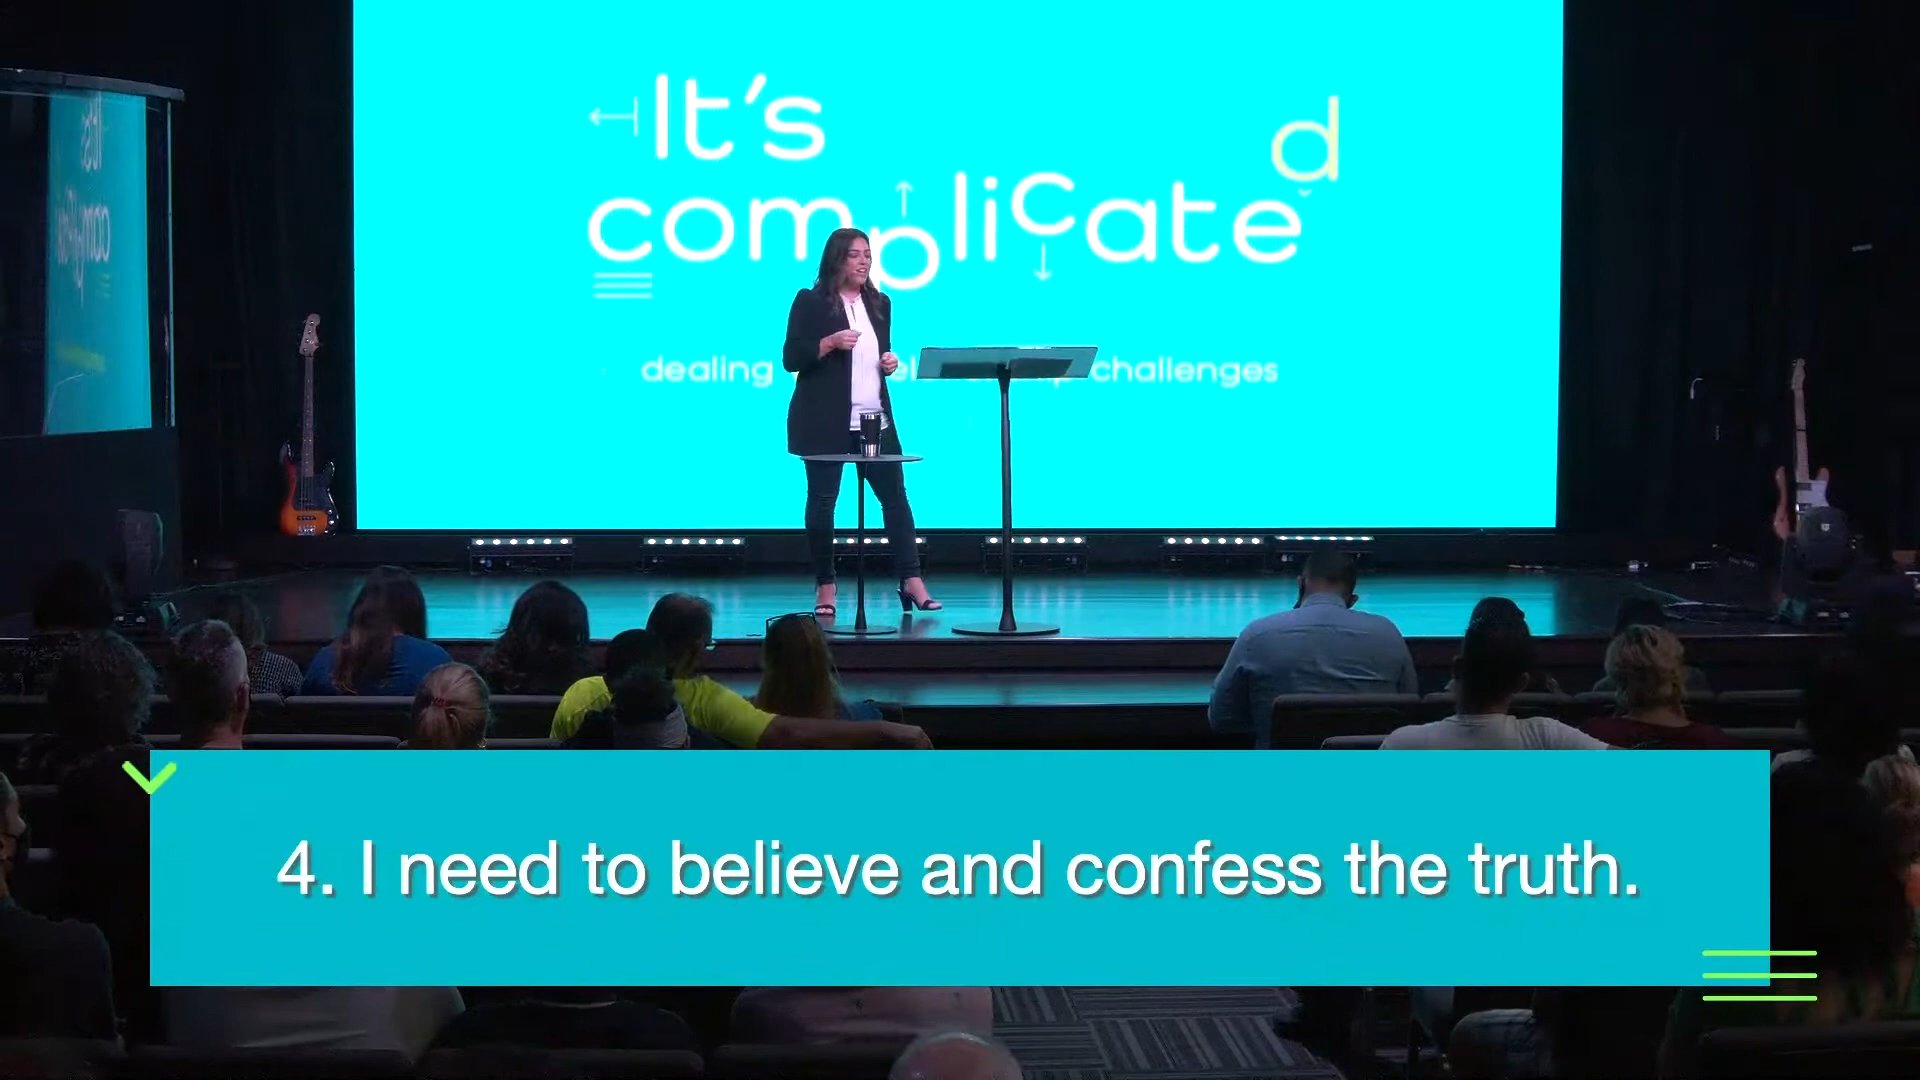 It's
complicated
dealing challenges
4. I need to believe and confess the truth.